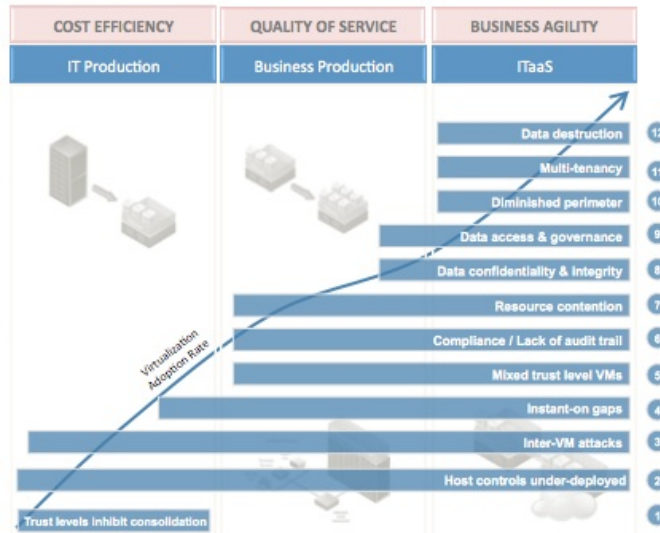 COST EFFICIENCY
QUALITY OF SERVICE
BUSINESS AGILITY
IT Production
Business Production
ITaaS
Data destruction
12
Multi-tenancy
11
Diminished perimeter
10
Data access & governance
9
Data confidentiality & integrity
8
Resource contention
7
Virtualization
Adoption Rate
Compliance / Lack of audit trail
6
Mixed trust level VMs
5
Instant-on gaps
4
Inter-VM attacks
3
Host controls under-deployed
2
Trust levels inhibit consolidation
1